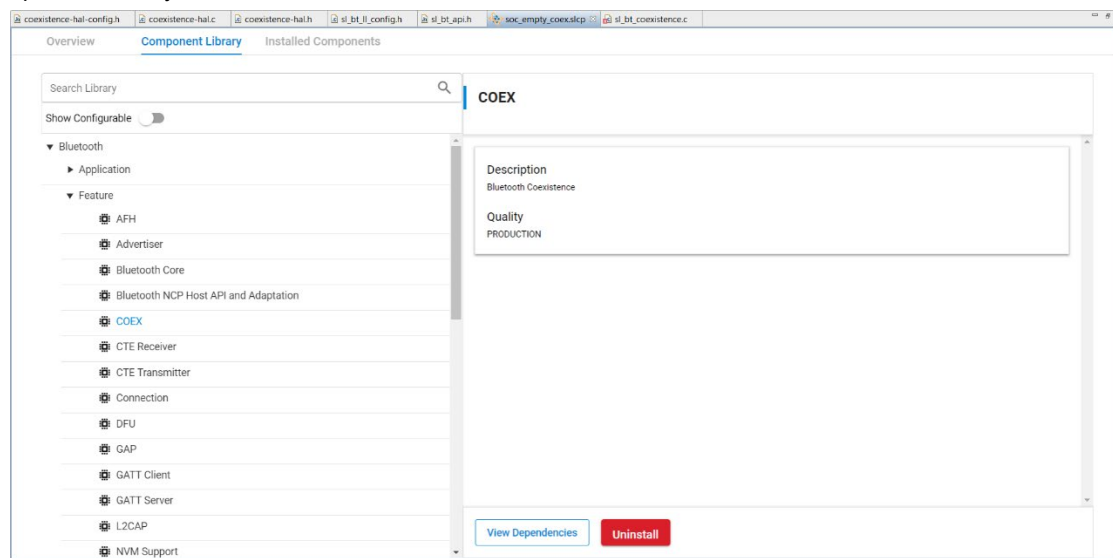 coexistence-hal-config.h coexistence-hal.c coexistence-hal.h sl_bt_ll_config.h sl_bt_api.h soc_empty_coex.slcp sl_bt_coexistence.c
Overview Component Library Installed Components
Search Library
Show Configurable
Bluetooth
Application
Feature
AFH
Advertiser
Bluetooth Core
Bluetooth NCP Host API and Adaptation
COEX
CTE Receiver
CTE Transmitter
Connection
DFU
GAP
GATT Client
GATT Server
L2CAP
NVM Support
COEX
Description
Bluetooth Coexistence
Quality
PRODUCTION
View Dependencies Uninstall